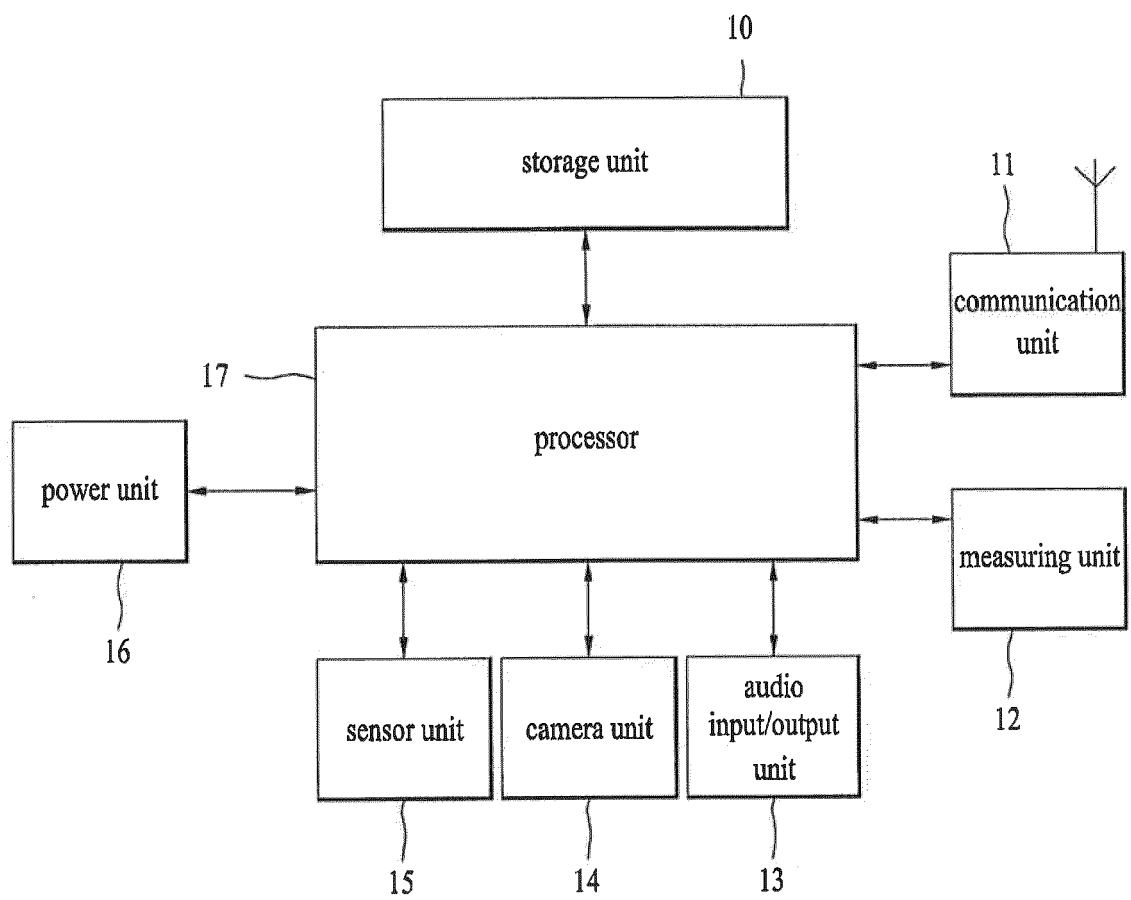 10
storage unit
11
communication
unit
17
processor
power unit
16
measuring unit
12
sensor unit
camera unit
audio
input/output
unit
15
14
13